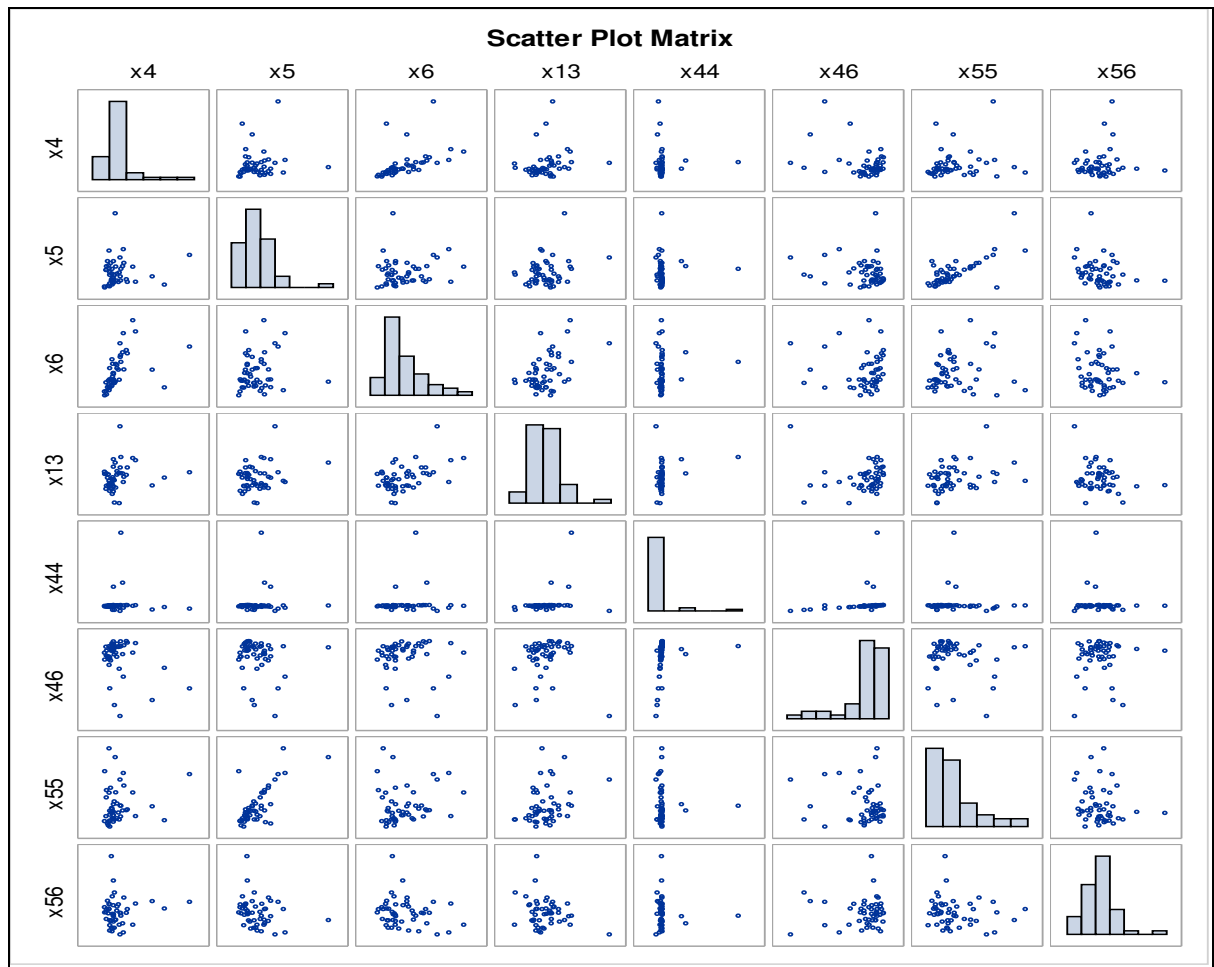 Scatter Plot Matrix
x4 x5 x6 x13 x44 x46 x55 x56
x4
x5
x6
x13
x44
x46
x55
x56